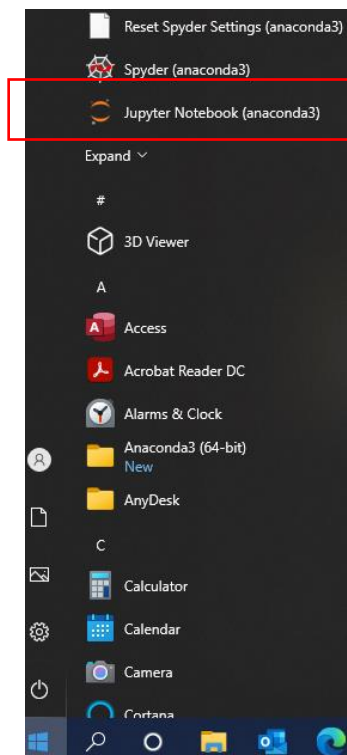 Reset Spyder Settings (anaconda3)
Spyder (anaconda3)
Jupyter Notebook (anaconda3)
Expand
#
3D Viewer
A
Access
Acrobat Reader DC
Alarms & Clock
Anaconda3 (64-bit)
New
AnyDesk
C
Calculator
Calendar
Camera
Cortana